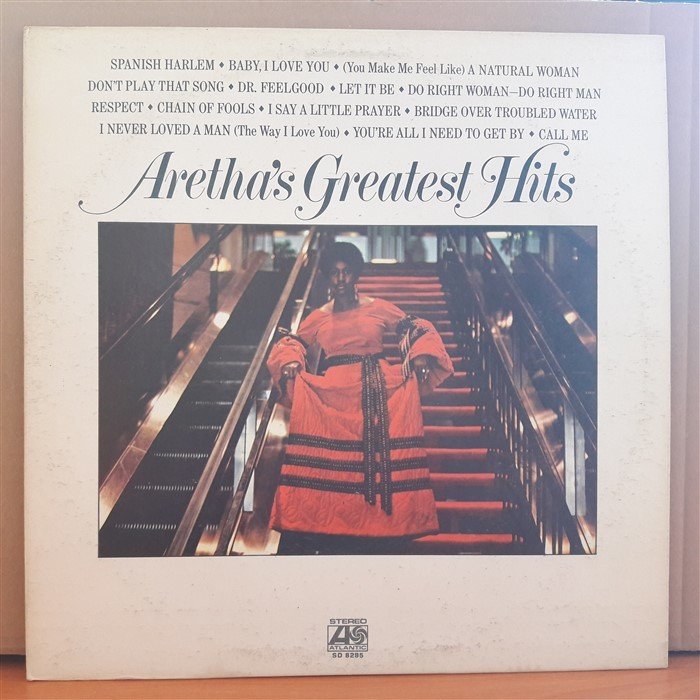 SPANISH HARLEM ♦ BABY, I LOVE YOU ♦ (You Make Me Feel Like) A NATURAL WOMAN
DON'T PLAY THAT SONG ♦ DR. FEELGOOD ♦ LET IT BE ♦ DO RIGHT WOMAN—DO RIGHT MAN
RESPECT ♦ CHAIN OF FOOLS ♦ I SAY A LITTLE PRAYER ♦ BRIDGE OVER TROUBLED WATER
I NEVER LOVED A MAN (The Way I Love You) ♦ YOU'RE ALL I NEED TO GET BY ♦ CALL ME
Aretha's Greatest Hits
STEREO
ATLANTIC
SD 8295